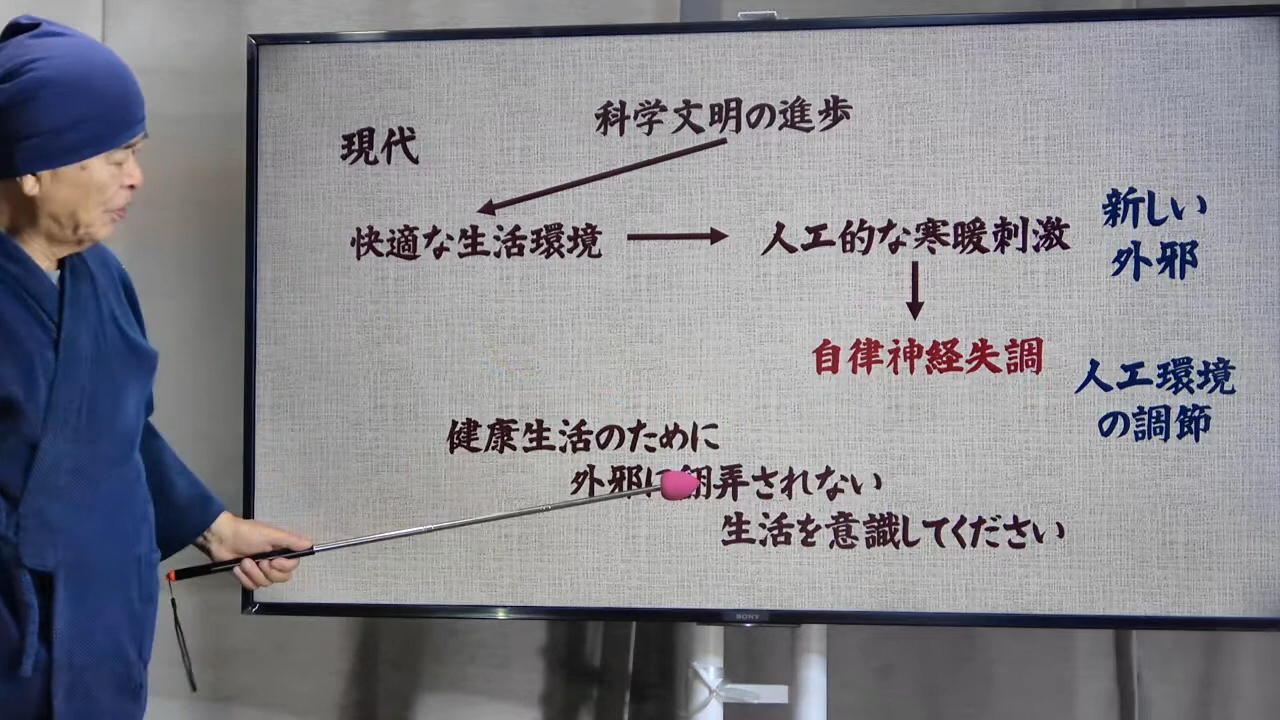 現代
科学文明の進歩
快適な生活環境
人工的な寒暖刺激
新しい
外邪
自律神経失調
人工環境
の調節
健康生活のために
外邪に翻弄されない
生活を意識してください
SONY